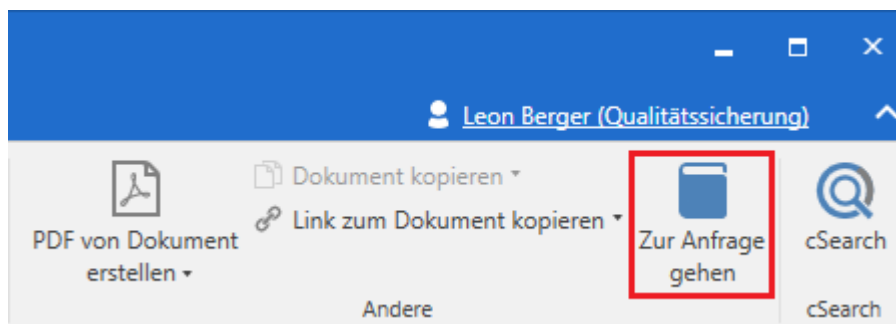 Leon Berger (Qualitätssicherung)
Dokument kopieren
Link zum Dokument kopieren
PDF von Dokument
erstellen
Zur Anfrage
gehen
cSearch
Andere
cSearch